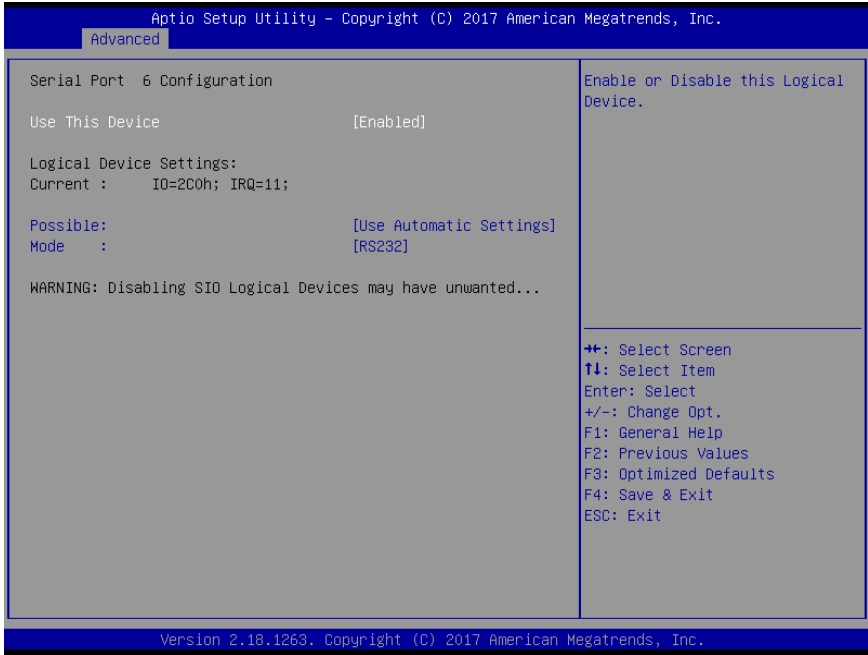 Aptio Setup Utility – Copyright (C) 2017 American Megatrends, Inc.
Advanced
Serial Port 6 Configuration
Use This Device [Enabled]
Logical Device Settings:
Current : IO=2C0h; IRQ=11;
Possible: [Use Automatic Settings]
Mode : [RS232]
WARNING: Disabling SIO Logical Devices may have unwanted...
Enable or Disable this Logical
Device.
→←: Select Screen
↑↓: Select Item
Enter: Select
+/-: Change Opt.
F1: General Help
F2: Previous Values
F3: Optimized Defaults
F4: Save & Exit
ESC: Exit
Version 2.18.1263. Copyright (C) 2017 American Megatrends, Inc.